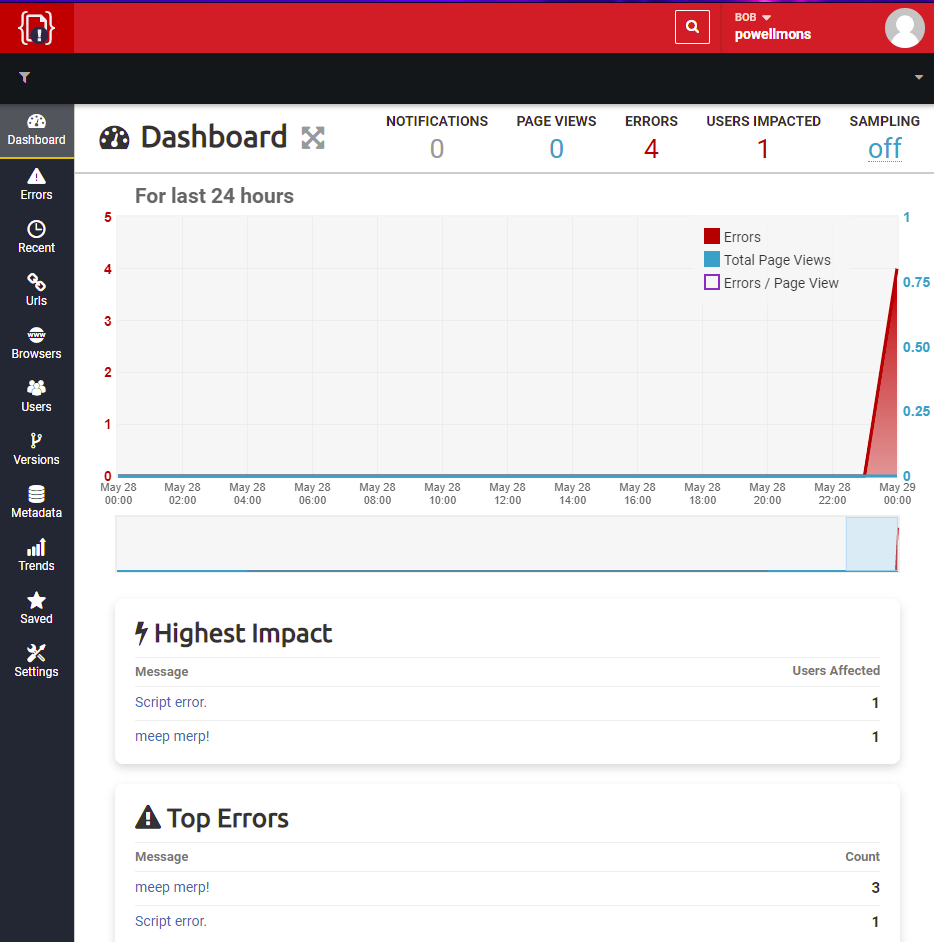 BOB
powellmons
Dashboard
Errors
Recent
Urls
WWW
Browsers
Users
Versions
Metadata
Trends
Saved
Settings
Dashboard
NOTIFICATIONS PAGE VIEWS ERRORS USERS IMPACTED SAMPLING
0 0 4 1 off
For last 24 hours
5 1
4 0.75
3 0.50
2
1 0.25
0 0
Errors
Total Page Views
Errors / Page View
May 28 May 28 May 28 May 28 May 28 May 28 May 28 May 28 May 28 May 28 May 28 May 28 May 29
00:00 02:00 04:00 06:00 08:00 10:00 12:00 14:00 16:00 18:00 20:00 22:00 00:00
Highest Impact
Message Users Affected
Script error. 1
meep merp! 1
Top Errors
Message Count
meep merp! 3
Script error. 1